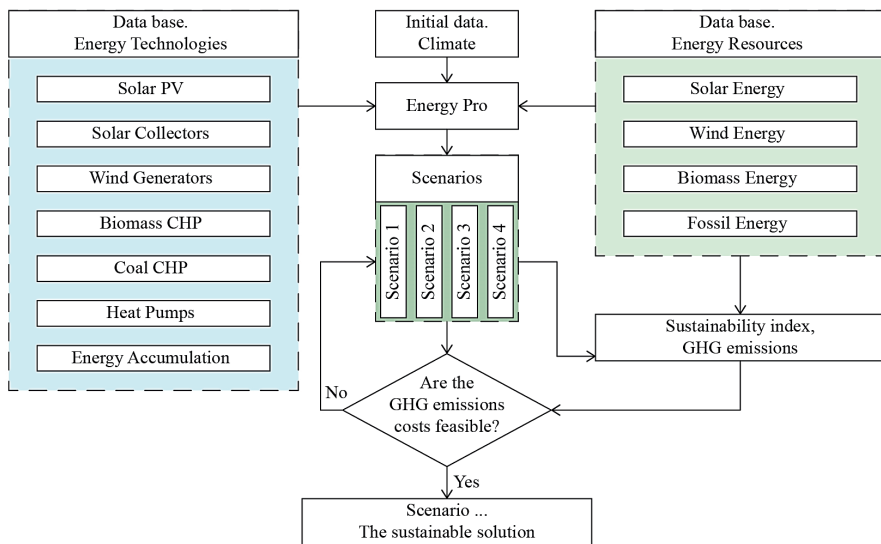 Data base.
Energy Technologies
Solar PV
Solar Collectors
Wind Generators
Biomass CHP
Coal CHP
Heat Pumps
Energy Accumulation
Initial data.
Climate
Energy Pro
Scenarios
Scenario 1
Scenario 2
Scenario 3
Scenario 4
Data base.
Energy Resources
Solar Energy
Wind Energy
Biomass Energy
Fossil Energy
Sustainability index,
GHG emissions
Are the
GHG emissions
costs feasible?
No
Yes
Scenario ...
The sustainable solution